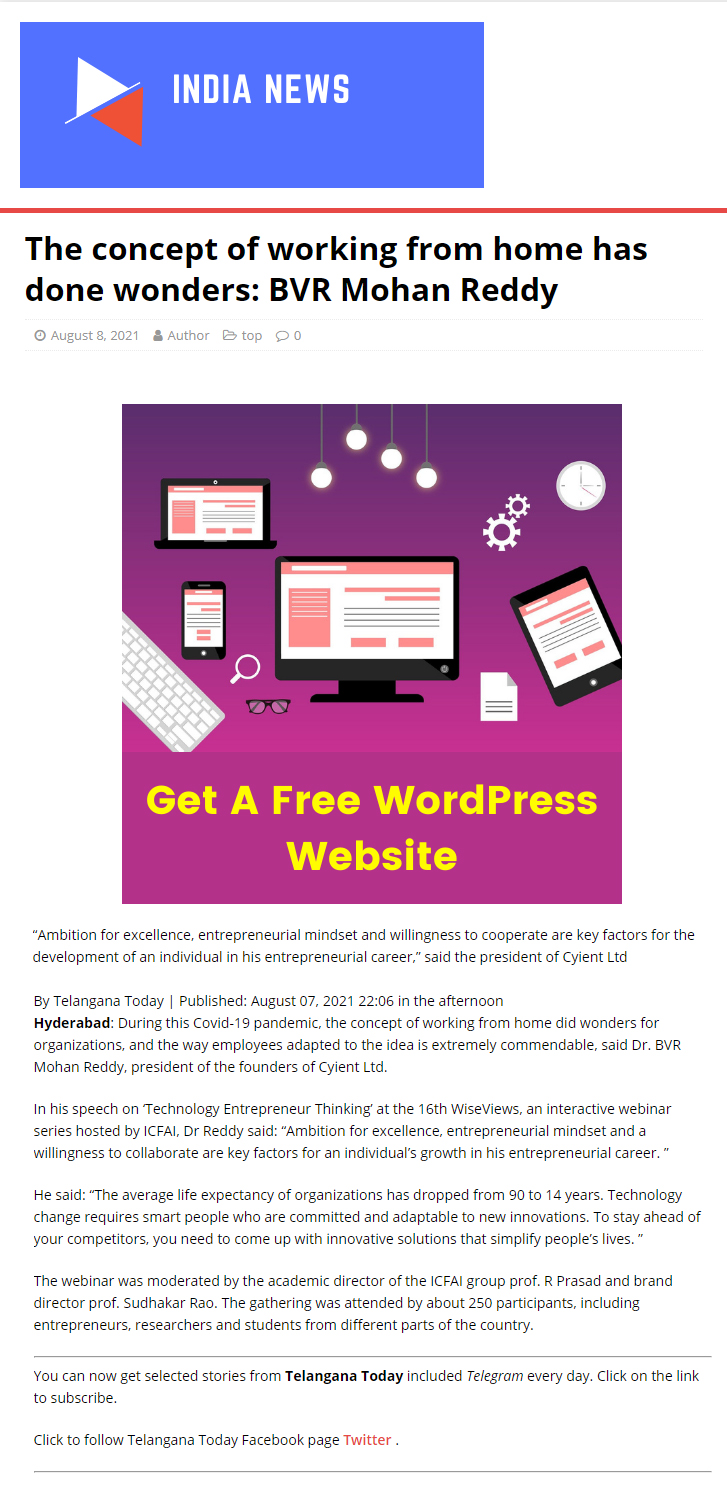 INDIA NEWS
The concept of working from home has
done wonders: BVR Mohan Reddy
August 8, 2021 Author top 0
Get A Free WordPress
Website
“Ambition for excellence, entrepreneurial mindset and willingness to cooperate are key factors for the
development of an individual in his entrepreneurial career,” said the president of Cyient Ltd
By Telangana Today | Published: August 07, 2021 22:06 in the afternoon
Hyderabad: During this Covid-19 pandemic, the concept of working from home did wonders for
organizations, and the way employees adapted to the idea is extremely commendable, said Dr. BVR
Mohan Reddy, president of the founders of Cyient Ltd.
In his speech on ‘Technology Entrepreneur Thinking’ at the 16th WiseViews, an interactive webinar
series hosted by ICFAI, Dr Reddy said: “Ambition for excellence, entrepreneurial mindset and a
willingness to collaborate are key factors for an individual’s growth in his entrepreneurial career. ”
He said: “The average life expectancy of organizations has dropped from 90 to 14 years. Technology
change requires smart people who are committed and adaptable to new innovations. To stay ahead of
your competitors, you need to come up with innovative solutions that simplify people’s lives. ”
The webinar was moderated by the academic director of the ICFAI group prof. R Prasad and brand
director prof. Sudhakar Rao. The gathering was attended by about 250 participants, including
entrepreneurs, researchers and students from different parts of the country.
You can now get selected stories from Telangana Today included Telegram every day. Click on the link
to subscribe.
Click to follow Telangana Today Facebook page Twitter .